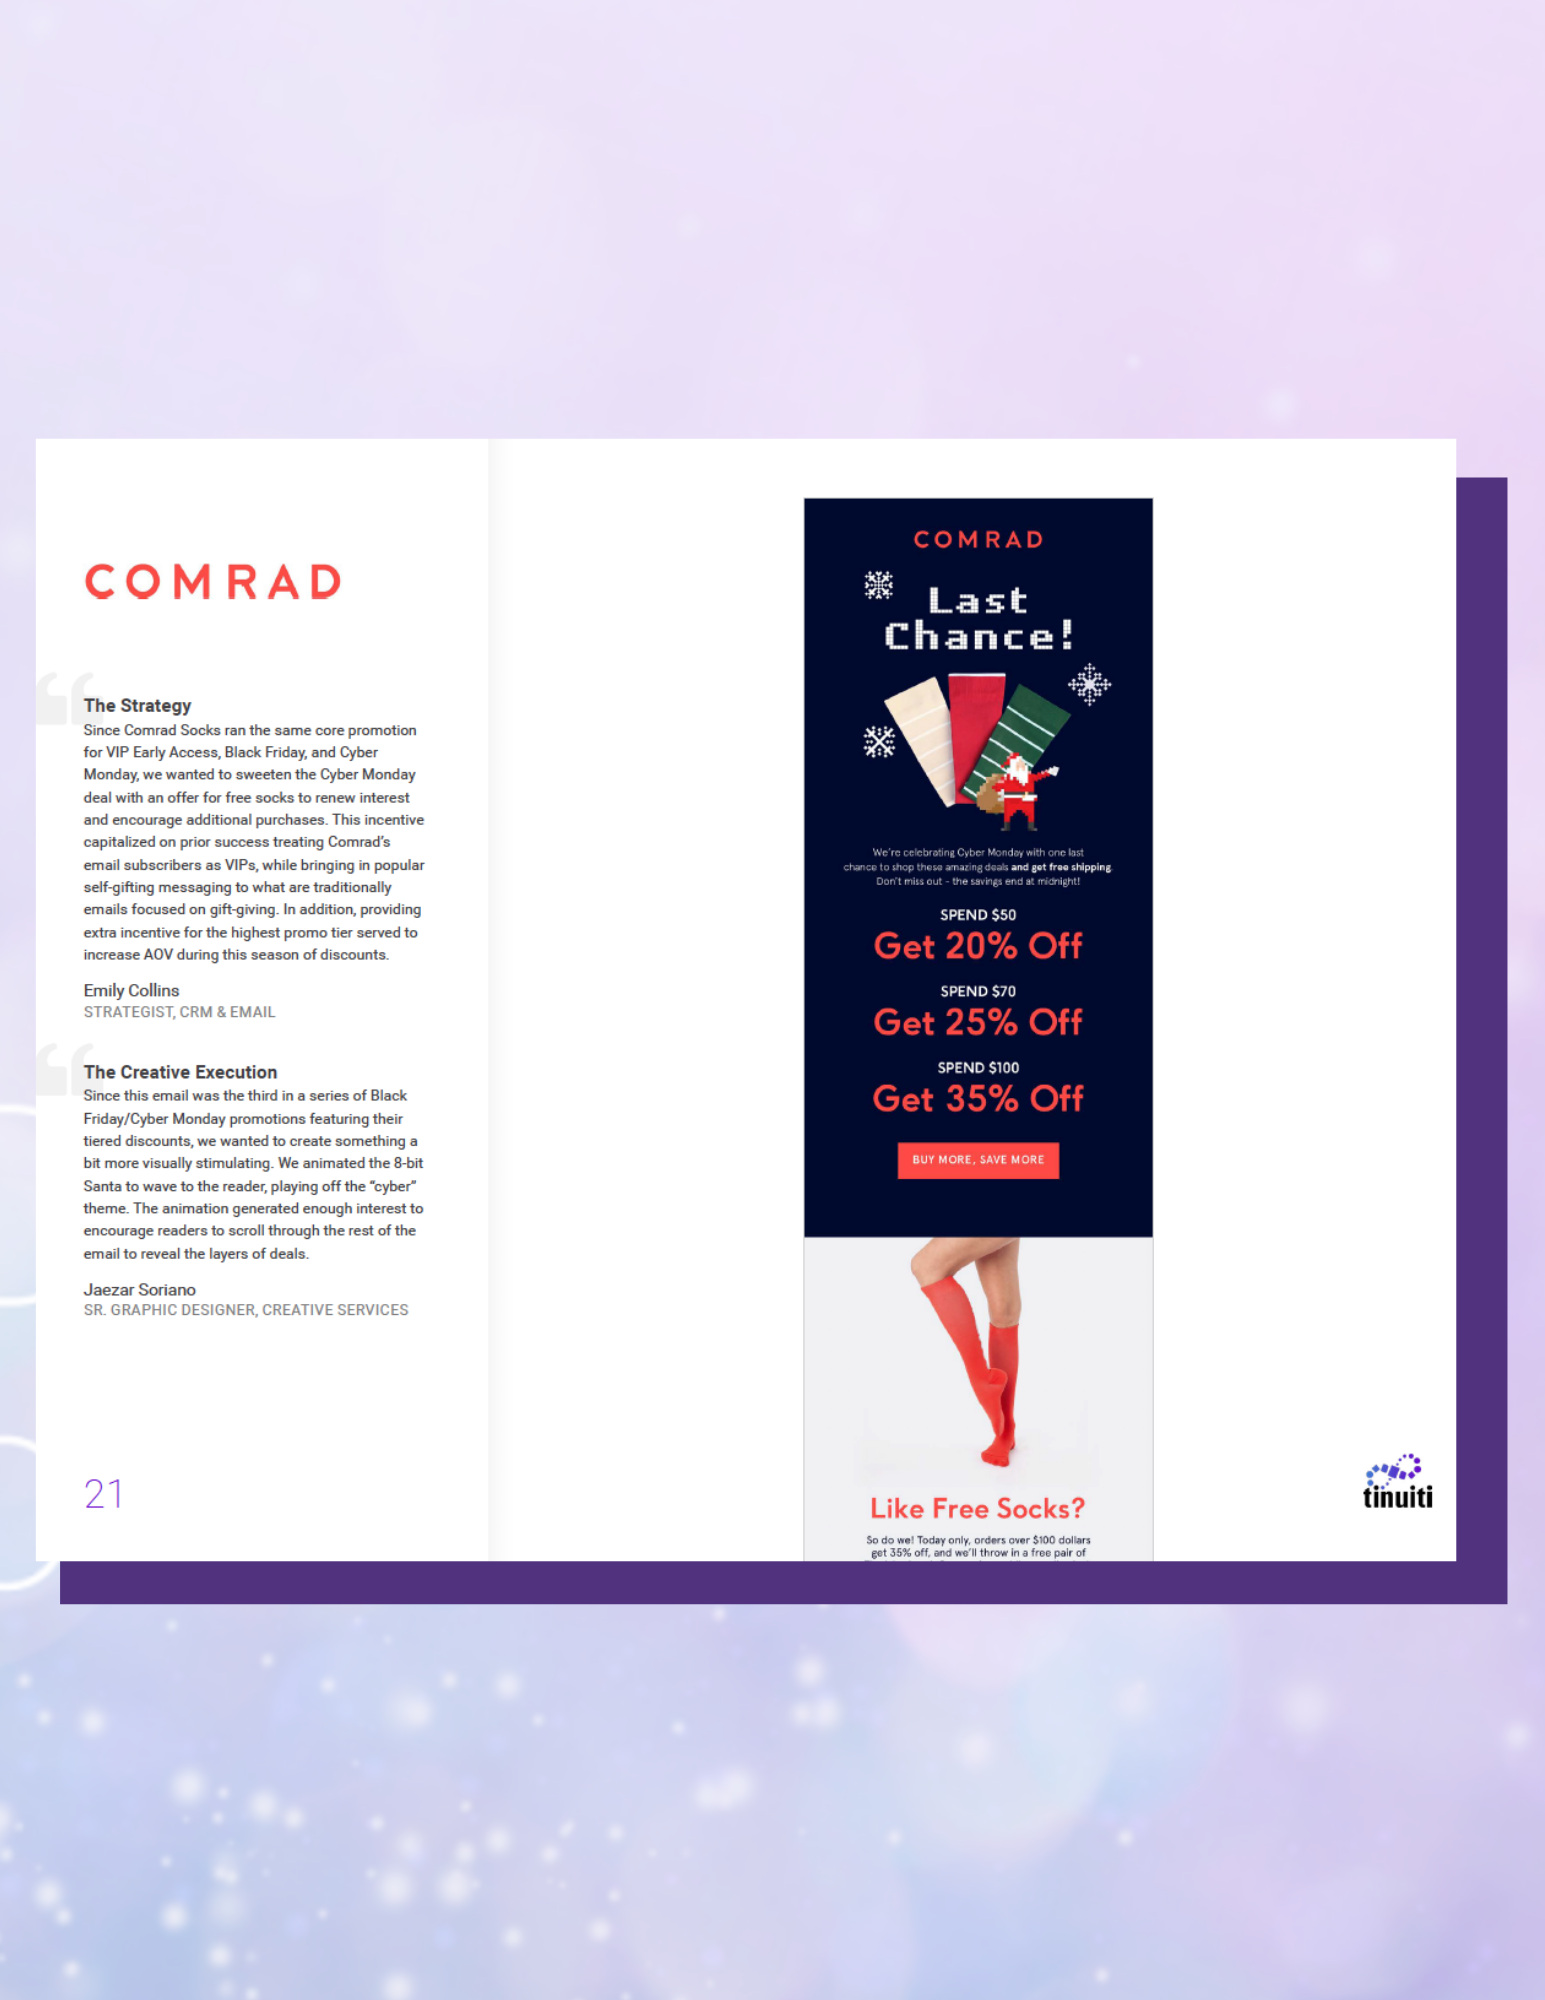 COMRAD
The Strategy
Since Comrad Socks ran the same core promotion
for VIP Early Access, Black Friday, and Cyber
Monday, we wanted to sweeten the Cyber Monday
deal with an offer for free socks to renew interest
and encourage additional purchases. This incentive
capitalized on prior success treating Comrad's
email subscribers as VIPs, while bringing in popular
self-gifting messaging to what are traditionally
emails focused on gift-giving. In addition, providing
extra incentive for the highest promo tier served to
increase AOV during this season of discounts.
Emily Collins
STRATEGIST, CRM & EMAIL
The Creative Execution
Since this email was the third in a series of Black
Friday/Cyber Monday promotions featuring their
tiered discounts, we wanted to create something a
bit more visually stimulating. We animated the 8-bit
Santa to wave to the reader, playing off the “cyber”
theme. The animation generated enough interest to
encourage readers to scroll through the rest of the
email to reveal the layers of deals.
Jaezar Soriano
SR. GRAPHIC DESIGNER, CREATIVE SERVICES
21
COMRAD
Last
Chance!
We're celebrating Cyber Monday with one last
chance to shop these amazing deals and get free shipping.
Don't miss out - the savings end at midnight!
SPEND $50
Get 20% Off
SPEND $70
Get 25% Off
SPEND $100
Get 35% Off
BUY MORE, SAVE MORE
Like Free Socks?
So do we! Today only, orders over $100 dollars
get 35% off, and we'll throw in a free pair of
tinuiti